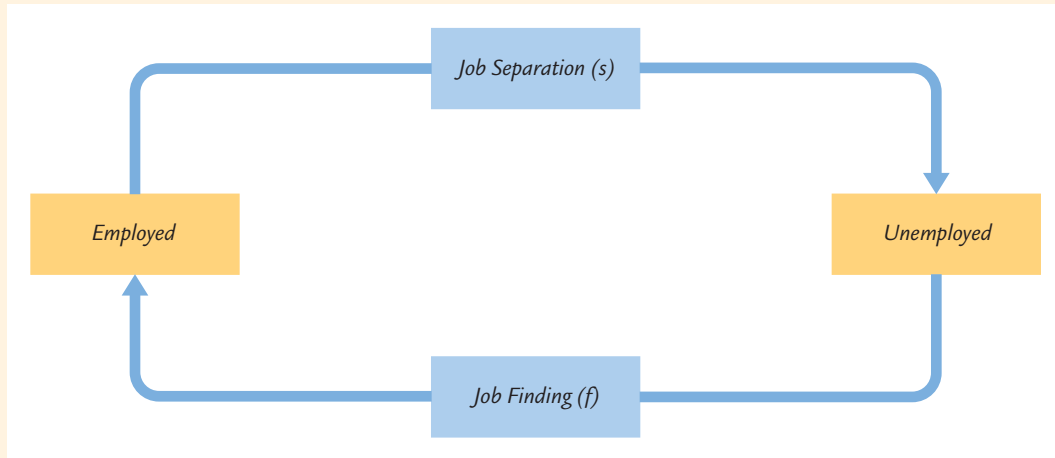 Job Separation (s)
Employed
Unemployed
Job Finding (f)